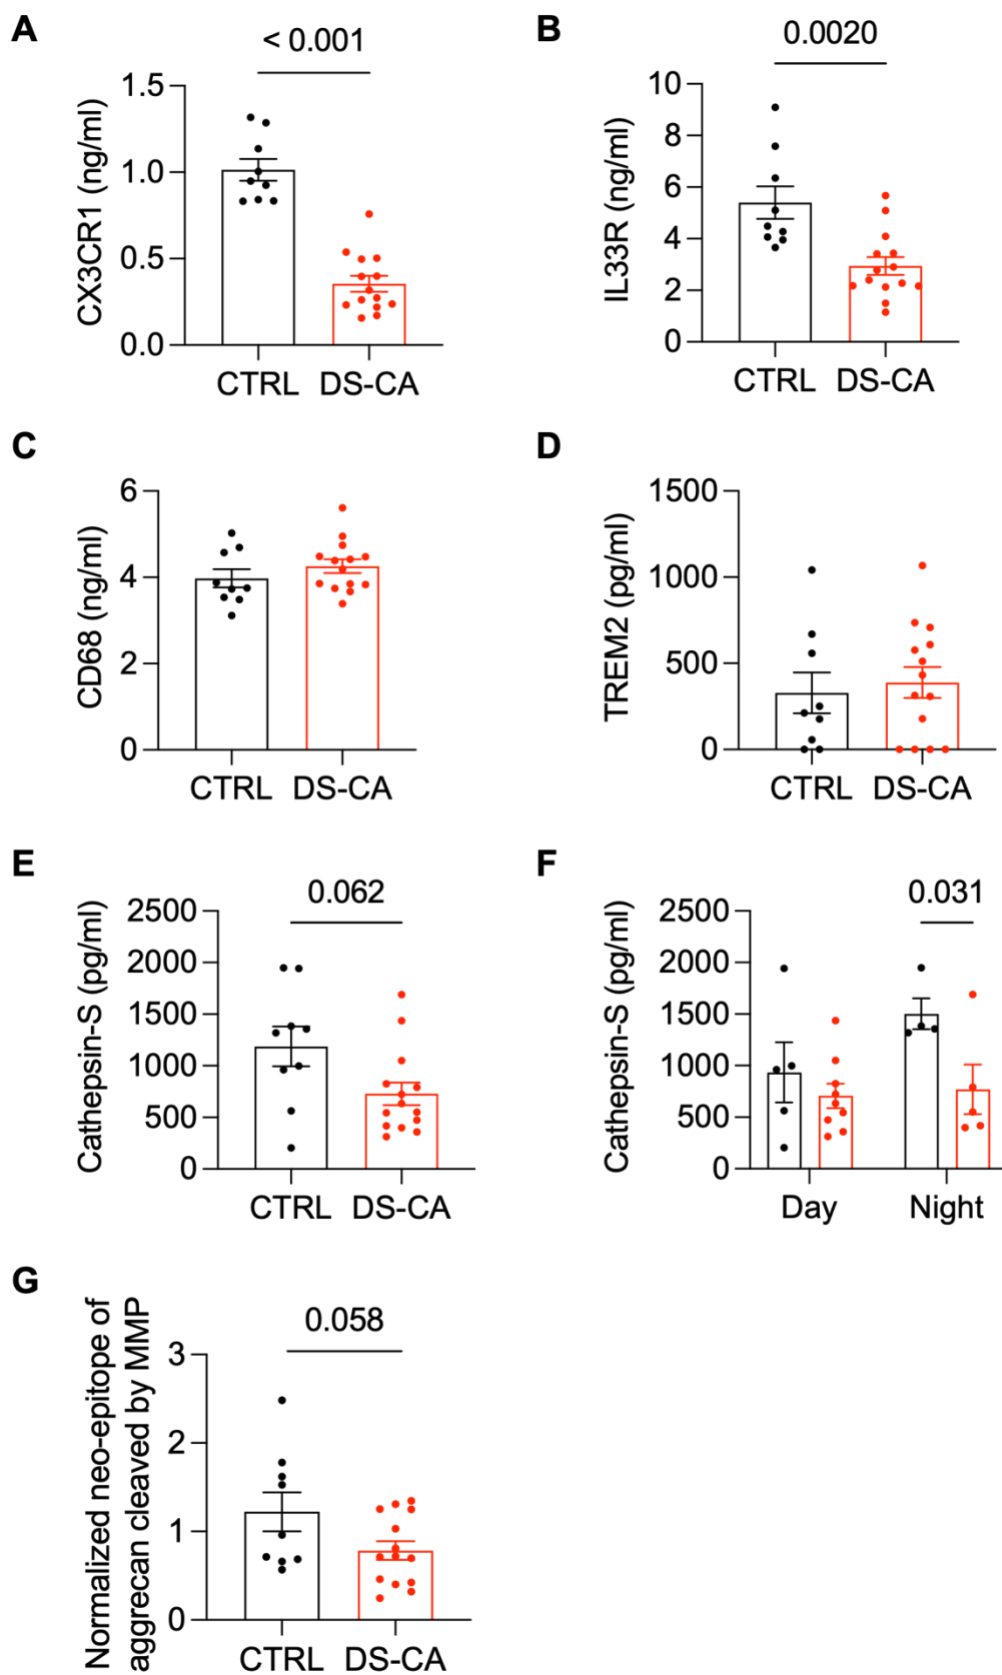 A
< 0.001
CX3CR1 (ng/ml)
1.5
1.0
0.5
0.0
CTRL DS-CA
B
0.0020
IL33R (ng/ml)
10
8
6
4
2
0
CTRL DS-CA
C
CD68 (ng/ml)
6
4
2
0
CTRL DS-CA
D
TREM2 (pg/ml)
1500
1000
500
0
CTRL DS-CA
E
0.062
Cathepsin-S (pg/ml)
2500
2000
1500
1000
500
0
CTRL DS-CA
F
0.031
Cathepsin-S (pg/ml)
2500
2000
1500
1000
500
0
Day Night
G
0.058
Normalized neo-epitope of
aggrecan cleaved by MMP
3
2
1
0
CTRL DS-CA